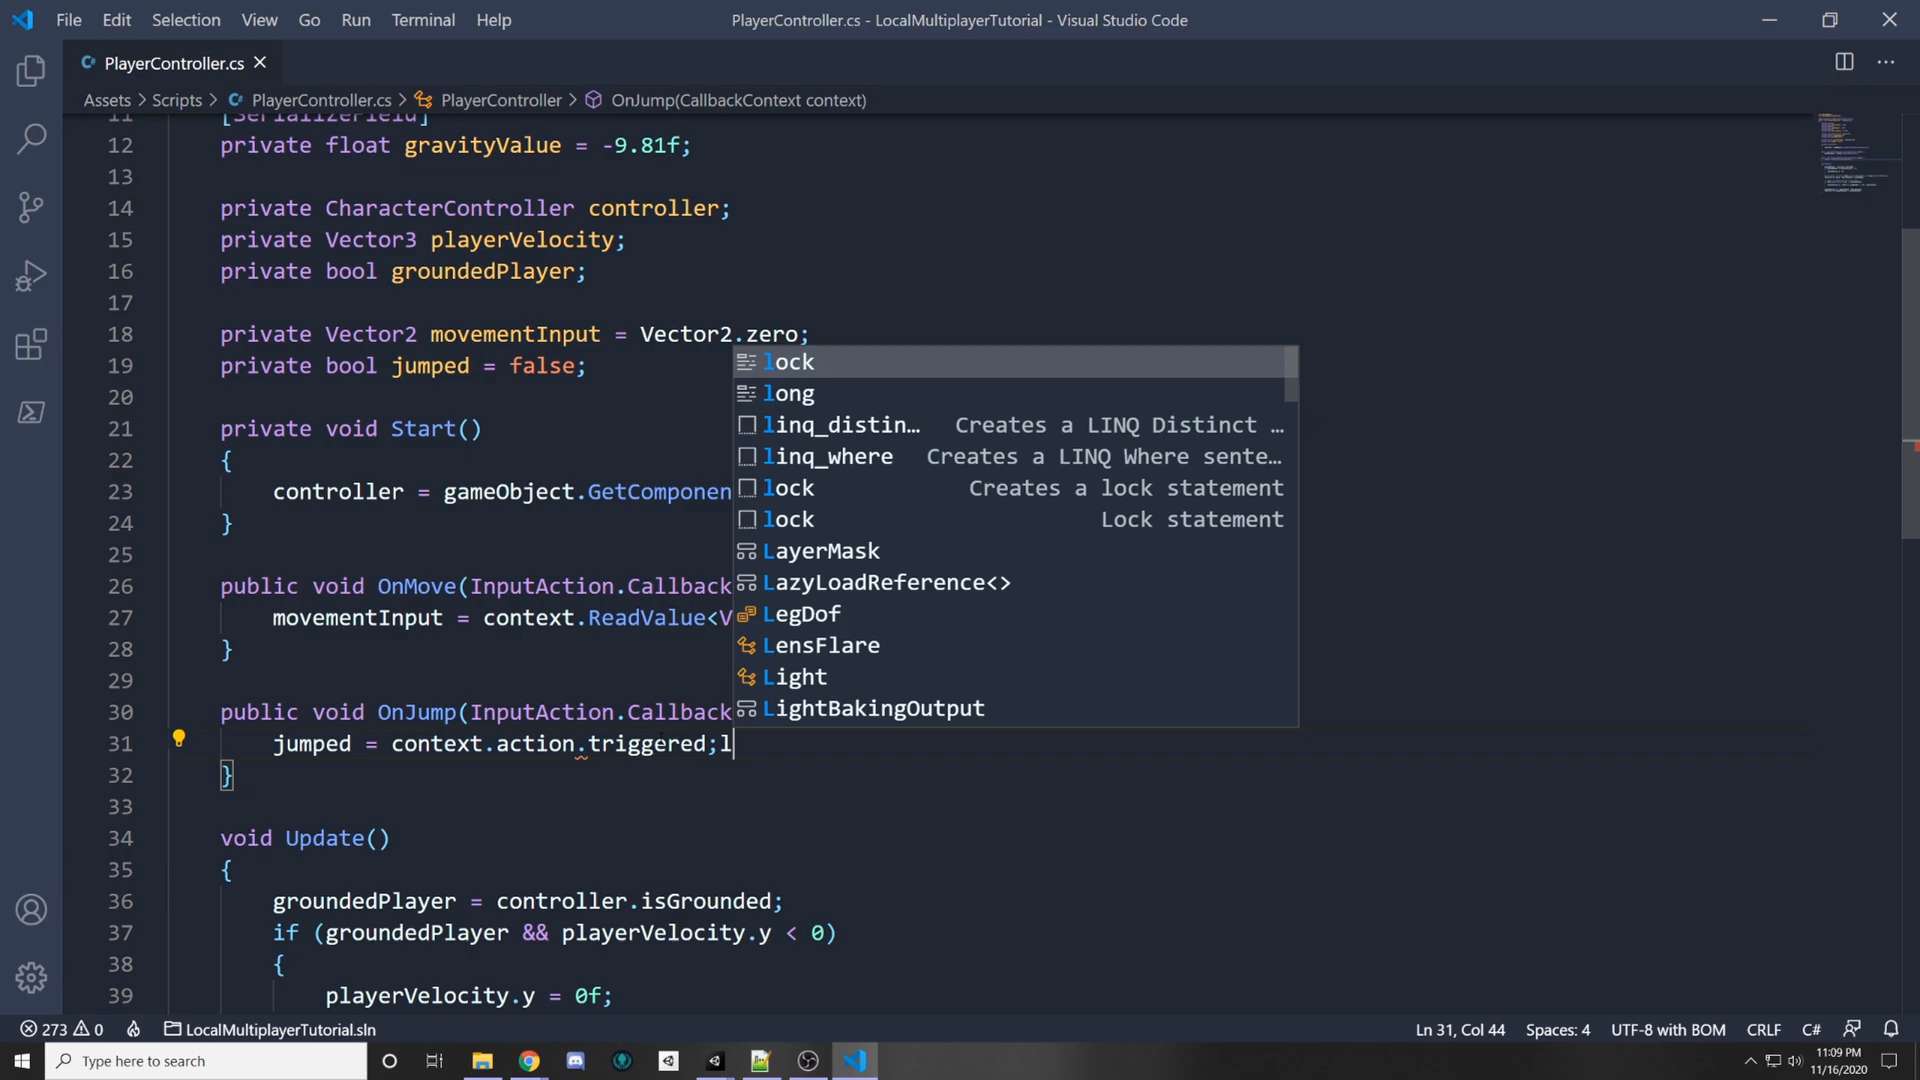 File Edit Selection View Go Run Terminal Help
PlayerController.cs - LocalMultiplayerTutorial - Visual Studio Code
PlayerController.cs
Assets > Scripts > PlayerController.cs > PlayerController > OnJump(CallbackContext context)
11 [SerializeField]
12 private float gravityValue = -9.81f;
13
14 private CharacterController controller;
15 private Vector3 playerVelocity;
16 private bool groundedPlayer;
17
18 private Vector2 movementInput = Vector2.zero;
19 private bool jumped = false;
20
21 private void Start()
22 {
23 controller = gameObject.GetComponen
24 }
25
26 public void OnMove(InputAction.Callback
27 movementInput = context.ReadValue<V
28 }
29
30 public void OnJump(InputAction.Callback
31 jumped = context.action.triggered;l
32 }
33
34 void Update()
35 {
36 groundedPlayer = controller.isGrounded;
37 if (groundedPlayer && playerVelocity.y < 0)
38 {
39 playerVelocity.y = 0f;
lock
long
linq_distin… Creates a LINQ Distinct …
linq_where Creates a LINQ Where sente…
lock Creates a lock statement
lock Lock statement
LayerMask
LazyLoadReference<>
LegDof
LensFlare
Light
LightBakingOutput
273 0 LocalMultiplayerTutorial.sln
Ln 31, Col 44 Spaces: 4 UTF-8 with BOM CRLF C#
Type here to search
11:09 PM
11/16/2020